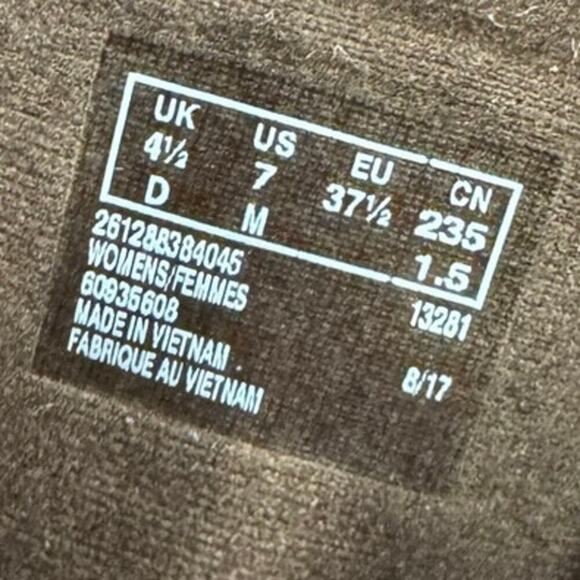 UK US EU CN
4½ 7 37½ 235
D M 1.5
261288384045
WOMENS/FEMMES 13281
60936608
MADE IN VIETNAM
FABRIQUE AU VIETNAM 8/17